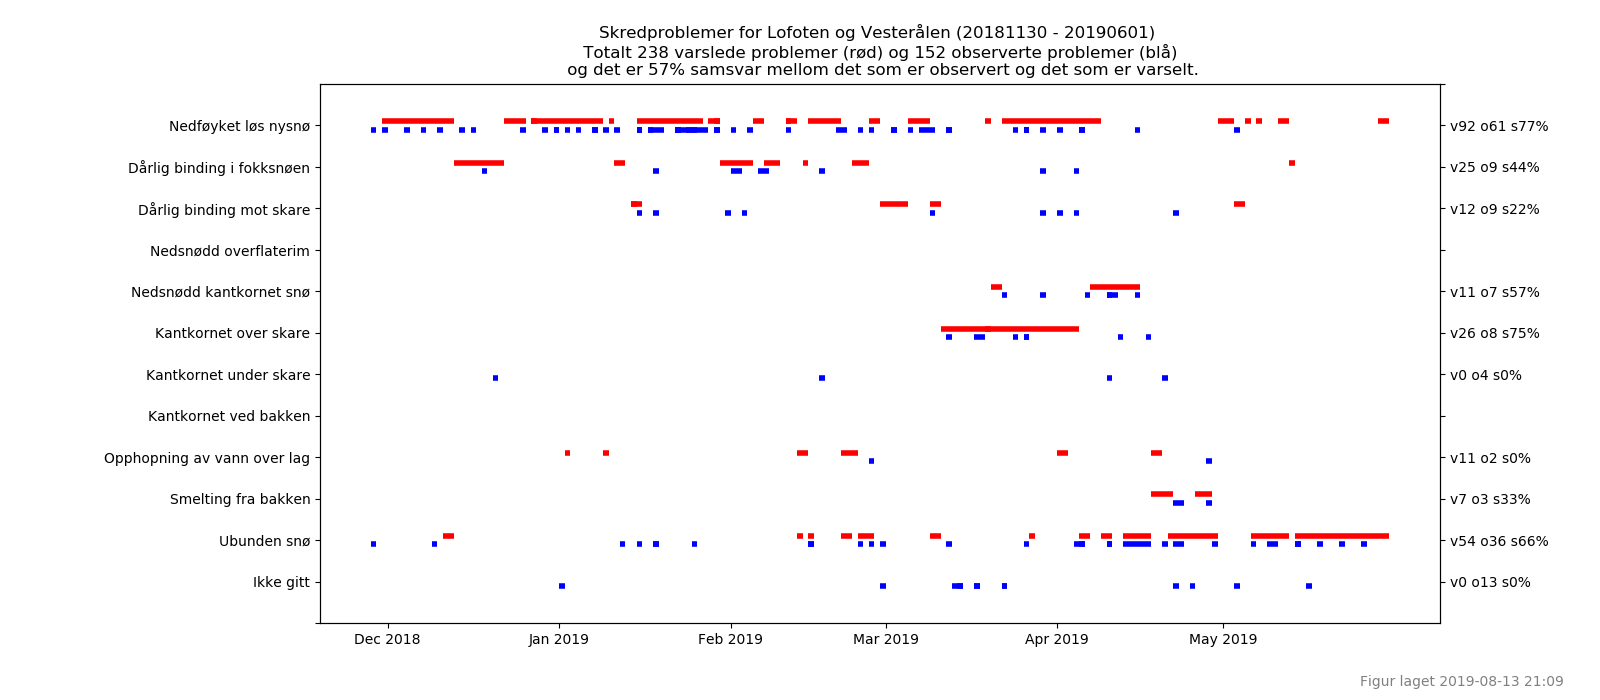 Skredproblemer for Lofoten og Vesterålen (20181130 - 20190601)
Totalt 238 varslede problemer (rød) og 152 observerte problemer (blå)
og det er 57% samsvar mellom det som er observert og det som er varselt.
Nedføyket løs nysnø
v92 o61 s77%
Dårlig binding i fokksnøen
v25 o9 s44%
Dårlig binding mot skare
v12 o9 s22%
Nedsnødd overflaterim
Nedsnødd kantkornet snø
v11 o7 s57%
Kantkornet over skare
v26 o8 s75%
Kantkornet under skare
v0 o4 s0%
Kantkornet ved bakken
Opphopning av vann over lag
v11 o2 s0%
Smelting fra bakken
v7 o3 s33%
Ubunden snø
v54 o36 s66%
Ikke gitt
v0 o13 s0%
Dec 2018
Jan 2019
Feb 2019
Mar 2019
Apr 2019
May 2019
Figur laget 2019-08-13 21:09